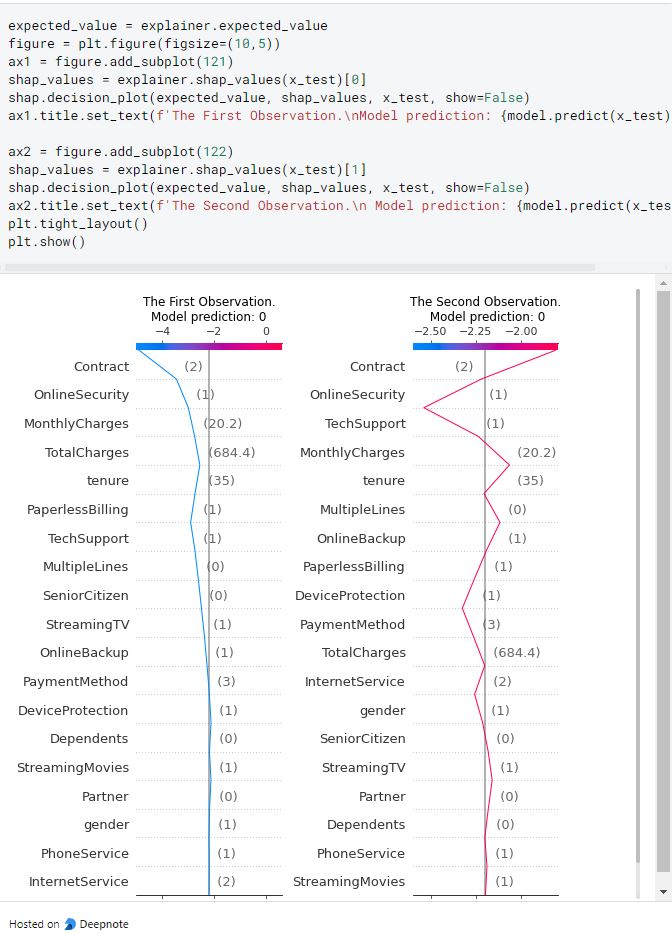 expected_value = explainer.expected_value
figure = plt.figure(figsize=(10,5))
ax1 = figure.add_subplot(121)
shap_values = explainer.shap_values(x_test)[0]
shap.decision_plot(expected_value, shap_values, x_test, show=False)
ax1.title.set_text(f'The First Observation.\nModel prediction: {model.predict(x_test)
ax2 = figure.add_subplot(122)
shap_values = explainer.shap_values(x_test)[1]
shap.decision_plot(expected_value, shap_values, x_test, show=False)
ax2.title.set_text(f'The Second Observation.\n Model prediction: {model.predict(x_tes
plt.tight_layout()
plt.show()
The First Observation.
Model prediction: 0
−4 −2 0
Contract (2)
OnlineSecurity (1)
MonthlyCharges (20.2)
TotalCharges (684.4)
tenure (35)
PaperlessBilling (1)
TechSupport (1)
MultipleLines (0)
SeniorCitizen (0)
StreamingTV (1)
OnlineBackup (1)
PaymentMethod (3)
DeviceProtection (1)
Dependents (0)
StreamingMovies (1)
Partner (0)
gender (1)
PhoneService (1)
InternetService (2)
The Second Observation.
Model prediction: 0
−2.50 −2.25 −2.00
Contract (2)
OnlineSecurity (1)
TechSupport (1)
MonthlyCharges (20.2)
tenure (35)
MultipleLines (0)
OnlineBackup (1)
PaperlessBilling (1)
DeviceProtection (1)
PaymentMethod (3)
TotalCharges (684.4)
InternetService (2)
gender (1)
SeniorCitizen (0)
StreamingTV (1)
Partner (0)
Dependents (0)
PhoneService (1)
StreamingMovies (1)
Hosted on Deepnote